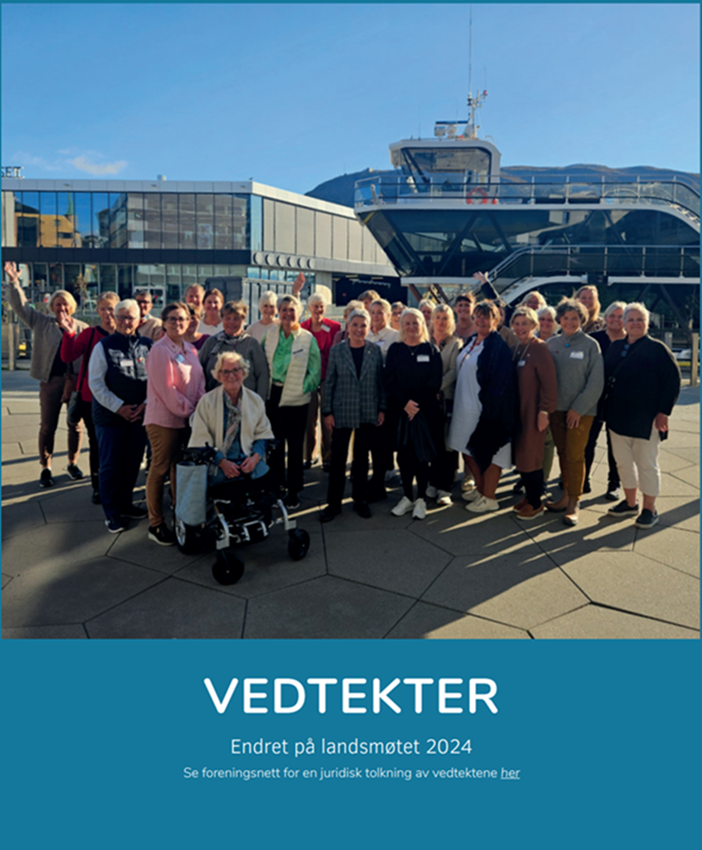 VEDTEKTER
Endret på landsmøtet 2024
Se foreningsnett for en juridisk tolkning av vedtektene her